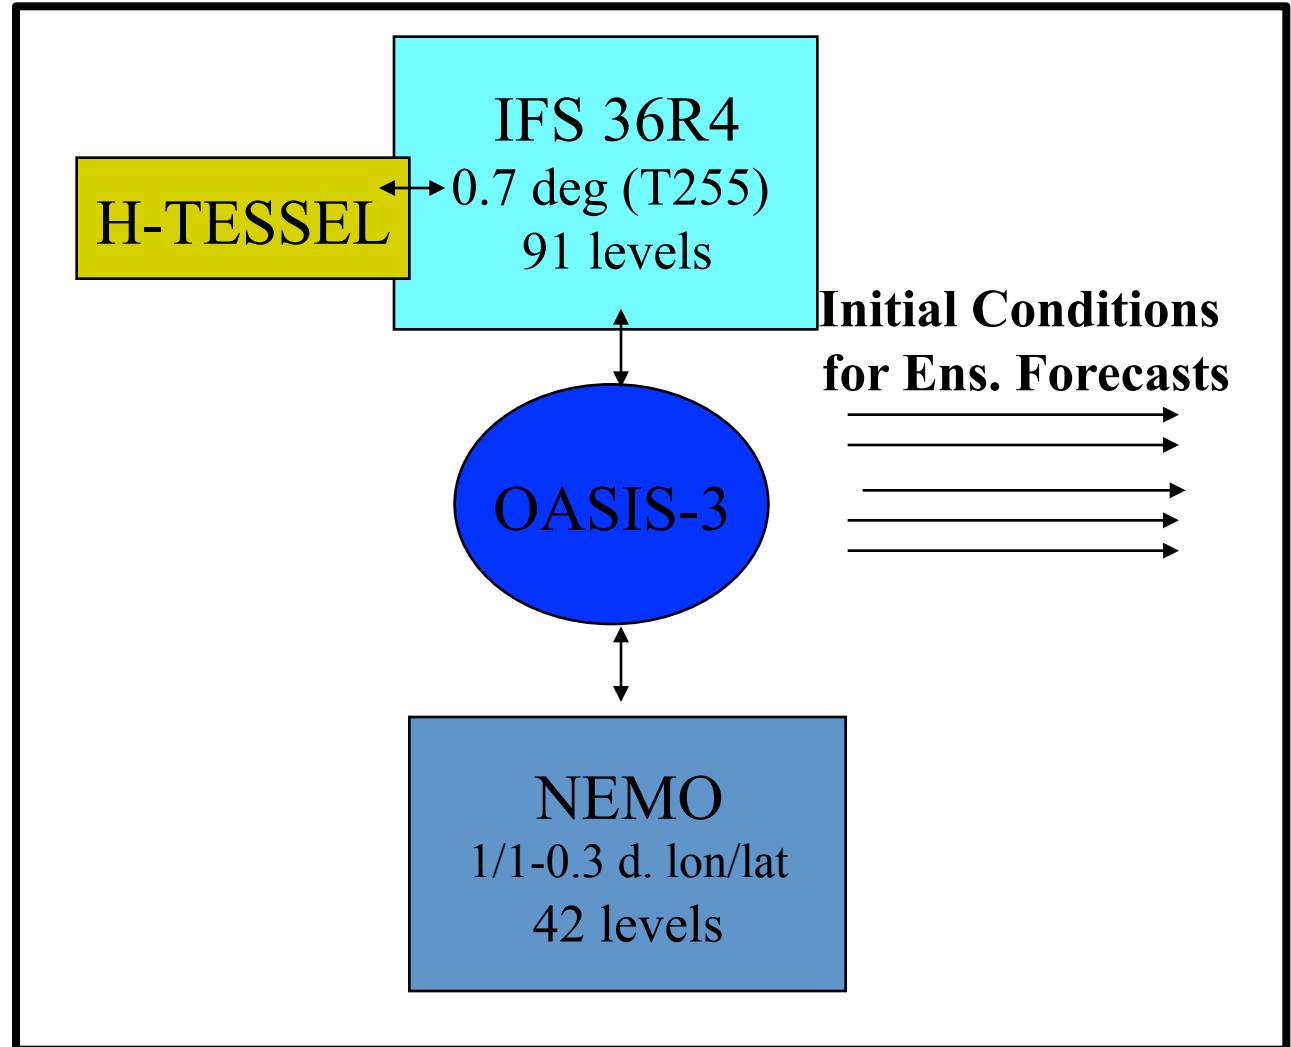 IFS 36R4
0.7 deg (T255)
91 levels
H-TESSEL
Initial Conditions
for Ens. Forecasts
OASIS-3
NEMO
1/1-0.3 d. lon/lat
42 levels